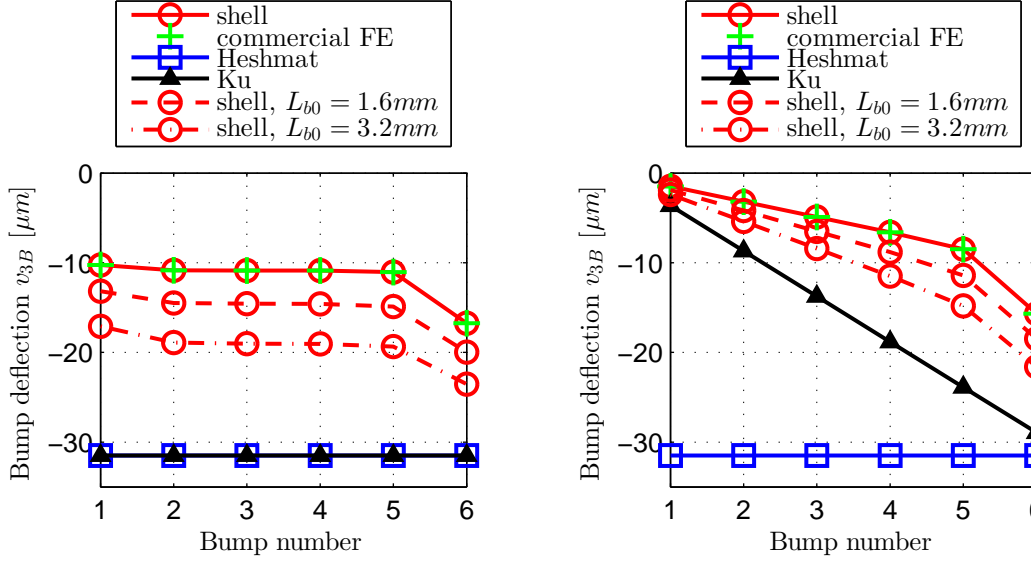 shell
commercial FE
Heshmat
Ku
shell, L_{b0} = 1.6mm
shell, L_{b0} = 3.2mm
0
−10
−20
−30
1 2 3 4 5 6
Bump number
Bump deflection v_{3B} [μm]
shell
commercial FE
Heshmat
Ku
shell, L_{b0} = 1.6mm
shell, L_{b0} = 3.2mm
0
−10
−20
−30
1 2 3 4 5 6
Bump number
Bump deflection v_{3B} [μm]